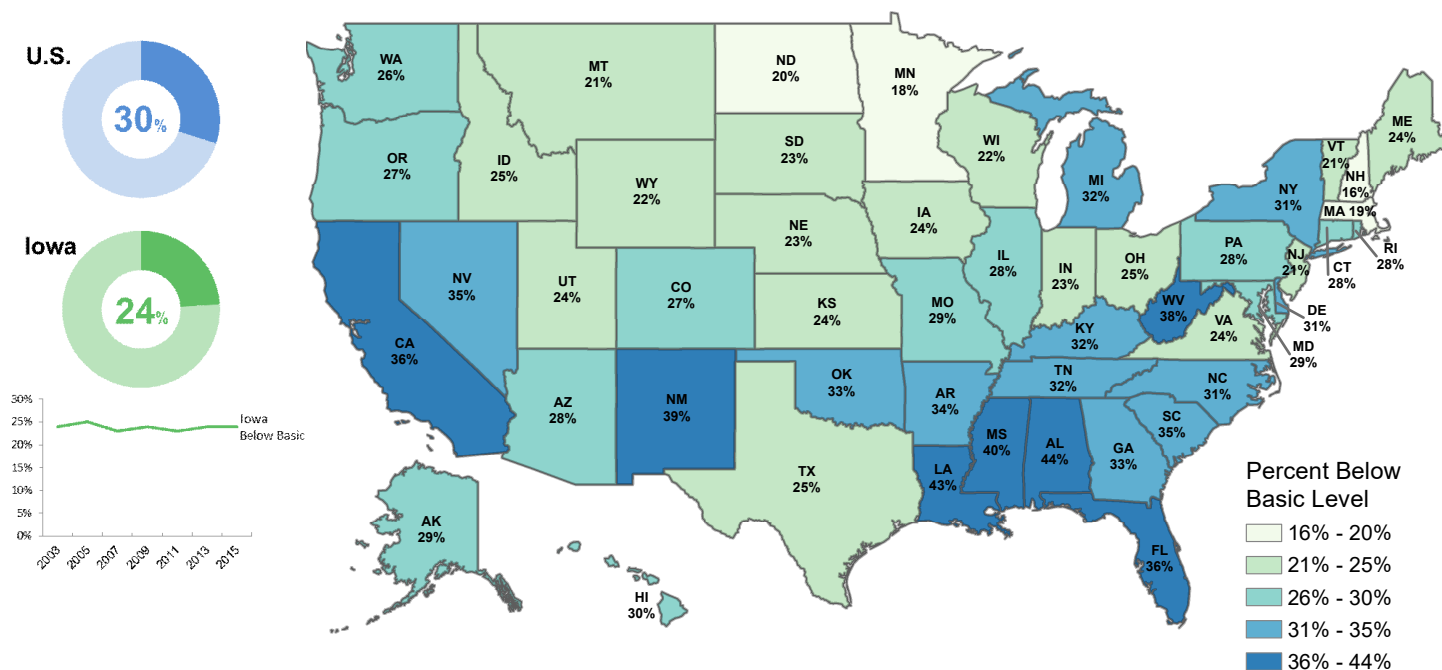 U.S.
30%
Iowa
24%
30%
25%
20%
15%
10%
5%
0%
Iowa
Below Basic
2003
2005
2007
2009
2011
2013
2015
WA
26%
OR
27%
CA
36%
NV
35%
ID
25%
MT
21%
WY
22%
UT
24%
CO
27%
AZ
28%
NM
39%
ND
20%
SD
23%
NE
23%
KS
24%
OK
33%
TX
25%
MN
18%
IA
24%
MO
29%
AR
34%
LA
43%
WI
22%
IL
28%
MI
32%
IN
23%
OH
25%
KY
32%
TN
32%
MS
40%
AL
44%
GA
33%
FL
36%
SC
35%
NC
31%
VA
24%
WV
38%
PA
28%
NY
31%
VT
21%
NH
16%
ME
24%
MA 19%
RI
28%
CT
28%
NJ
21%
DE
31%
MD
29%
AK
29%
HI
30%
Percent Below
Basic Level
16% - 20%
21% - 25%
26% - 30%
31% - 35%
36% - 44%